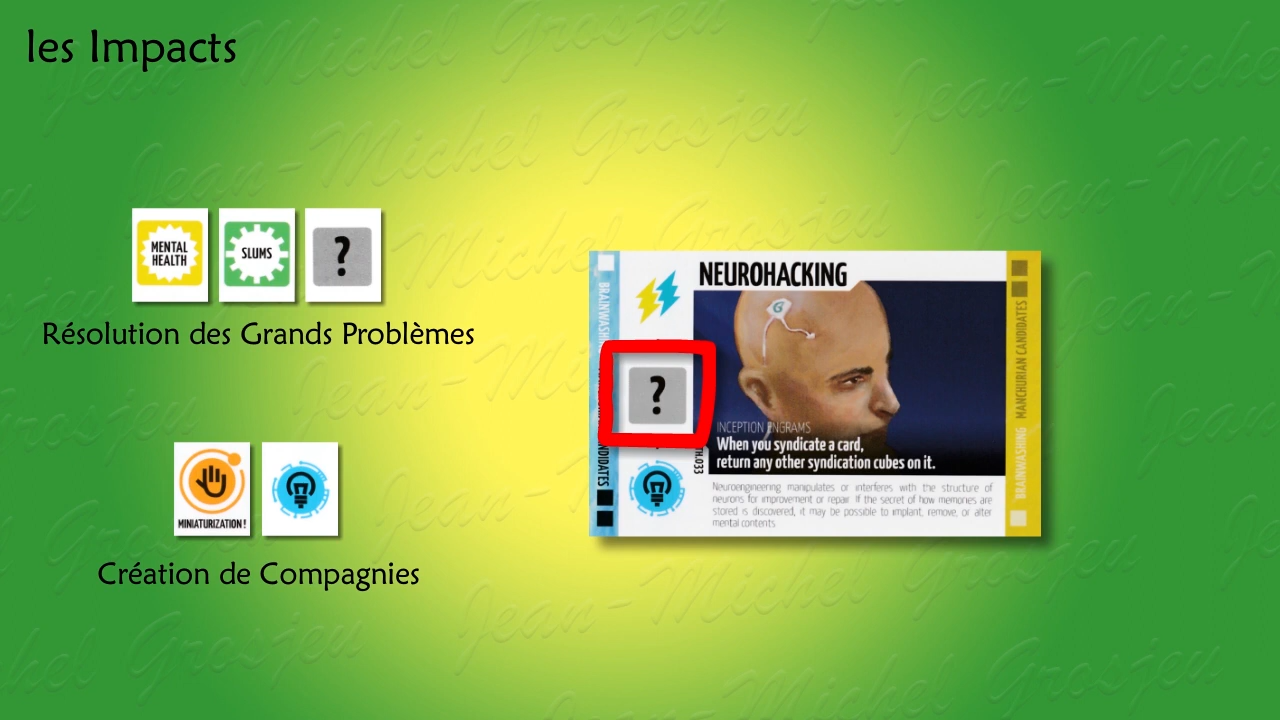 les Impacts
MENTAL
HEALTH
SLUMS
?
Résolution des Grands Problèmes
MINIATURIZATION !
Création de Compagnies
NEUROHACKING
?
INCEPTION ENGRAMS
When you syndicate a card,
return any other syndication cubes on it.
Neuroengineering manipulates or interferes with the structure of
neurons for improvement or repair. If the secret of how memories are
stored is discovered, it may be possible to implant, remove, or alter
mental contents.
BRAINWASHING MANCHURIAN CANDIDATES
Jean-Michel Grosjeu